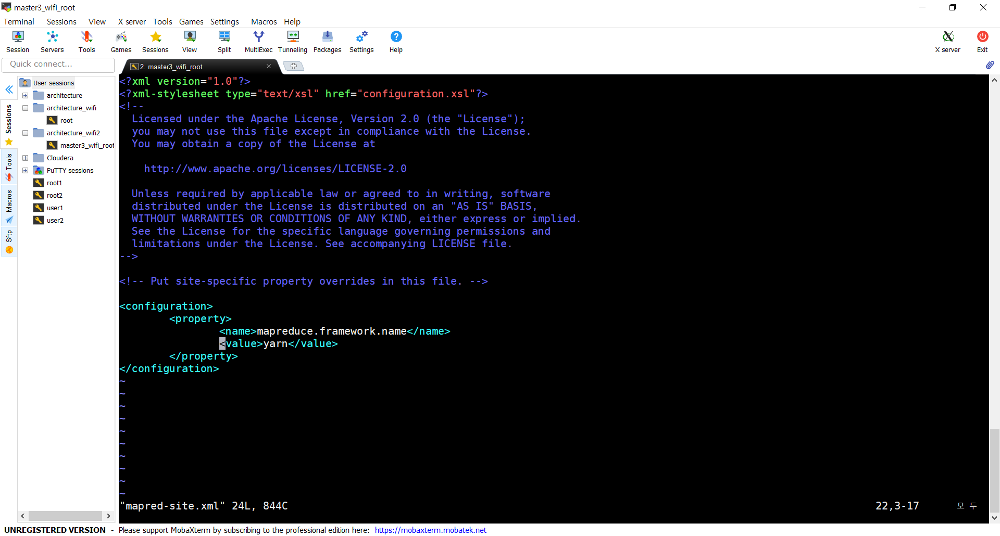 master3_wifi_root
Terminal Sessions View X server Tools Games Settings Macros Help
Session Servers Tools Games Sessions View Split MultiExec Tunneling Packages Settings Help X server Exit
Quick connect...
2. master3_wifi_root
Sessions
Tools
Macros
Sftp
User sessions
architecture
architecture_wifi
root
architecture_wifi2
master3_wifi_root
Cloudera
PuTTY sessions
root1
root2
user1
user2
<?xml version="1.0"?>
<?xml-stylesheet type="text/xsl" href="configuration.xsl"?>
<!--
  Licensed under the Apache License, Version 2.0 (the "License");
  you may not use this file except in compliance with the License.
  You may obtain a copy of the License at
    http://www.apache.org/licenses/LICENSE-2.0
  Unless required by applicable law or agreed to in writing, software
  distributed under the License is distributed on an "AS IS" BASIS,
  WITHOUT WARRANTIES OR CONDITIONS OF ANY KIND, either express or implied.
  See the License for the specific language governing permissions and
  limitations under the License. See accompanying LICENSE file.
-->
<!-- Put site-specific property overrides in this file. -->
<configuration>
        <property>
                <name>mapreduce.framework.name</name>
                <value>yarn</value>
        </property>
</configuration>
~
~
~
~
~
~
~
~
~
~
"mapred-site.xml" 24L, 844C 22,3-17 모두
UNREGISTERED VERSION - Please support MobaXterm by subscribing to the professional edition here: https://mobaxterm.mobatek.net